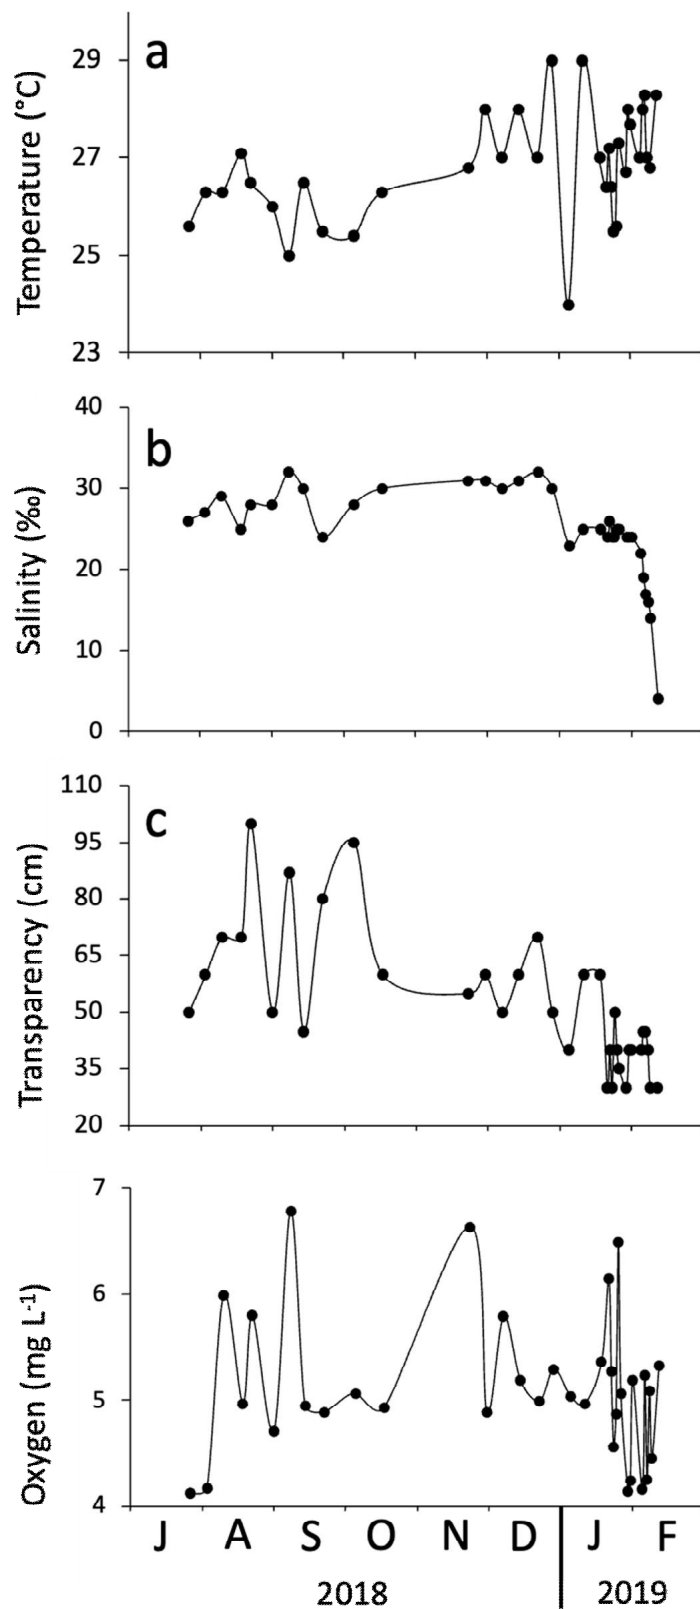 a
Temperature (°C)
29
27
25
23
b
Salinity (‰)
40
30
20
10
0
c
Transparency (cm)
110
95
80
65
50
35
20
Oxygen (mg L-1)
7
6
5
4
J A S O N D J F
2018 2019